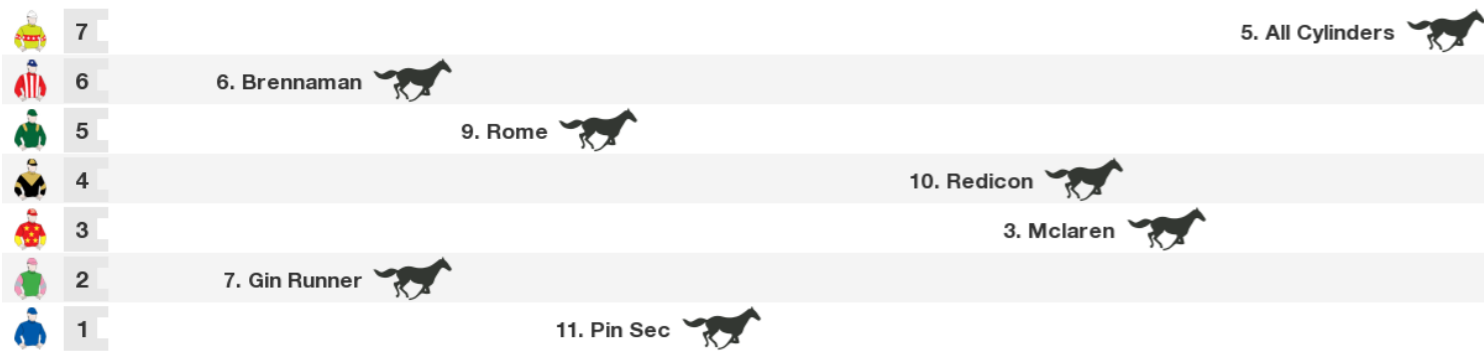 7 5. All Cylinders
6 6. Brennaman
5 9. Rome
4 10. Redicon
3 3. Mclaren
2 7. Gin Runner
1 11. Pin Sec